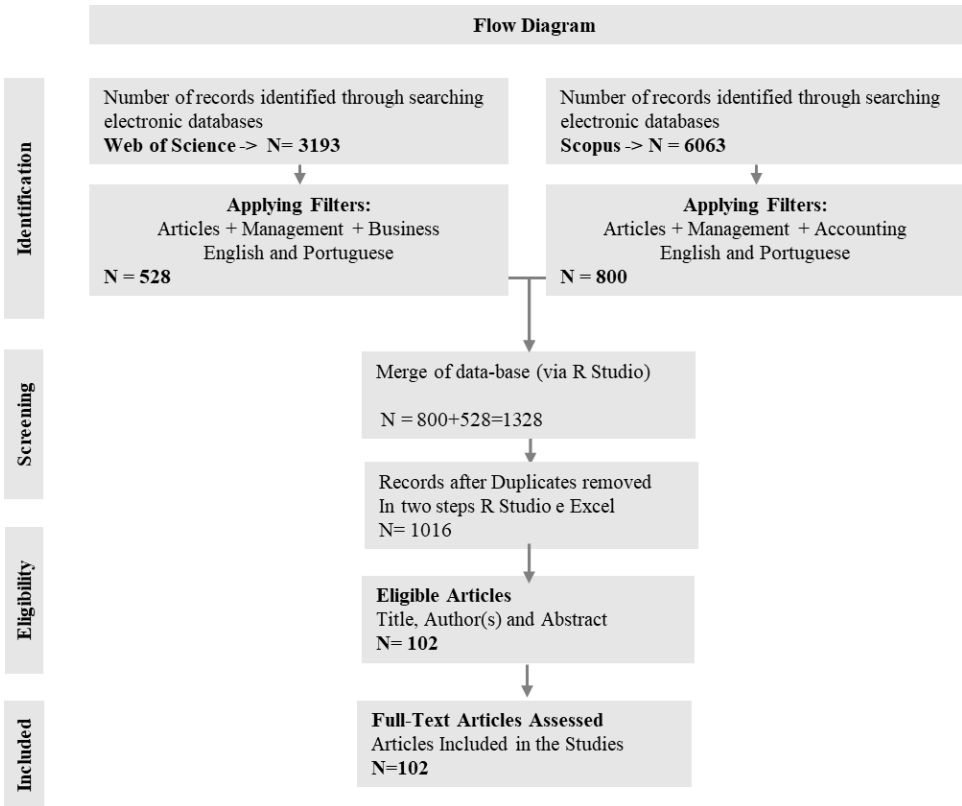 Flow Diagram
Identification
Number of records identified through searching
electronic databases
Web of Science -> N= 3193
Number of records identified through searching
electronic databases
Scopus -> N = 6063
Applying Filters:
Articles + Management + Business
English and Portuguese
N = 528
Applying Filters:
Articles + Management + Accounting
English and Portuguese
N = 800
Screening
Merge of data-base (via R Studio)
N = 800+528=1328
Records after Duplicates removed
In two steps R Studio e Excel
N= 1016
Eligibility
Eligible Articles
Title, Author(s) and Abstract
N= 102
Included
Full-Text Articles Assessed
Articles Included in the Studies
N=102